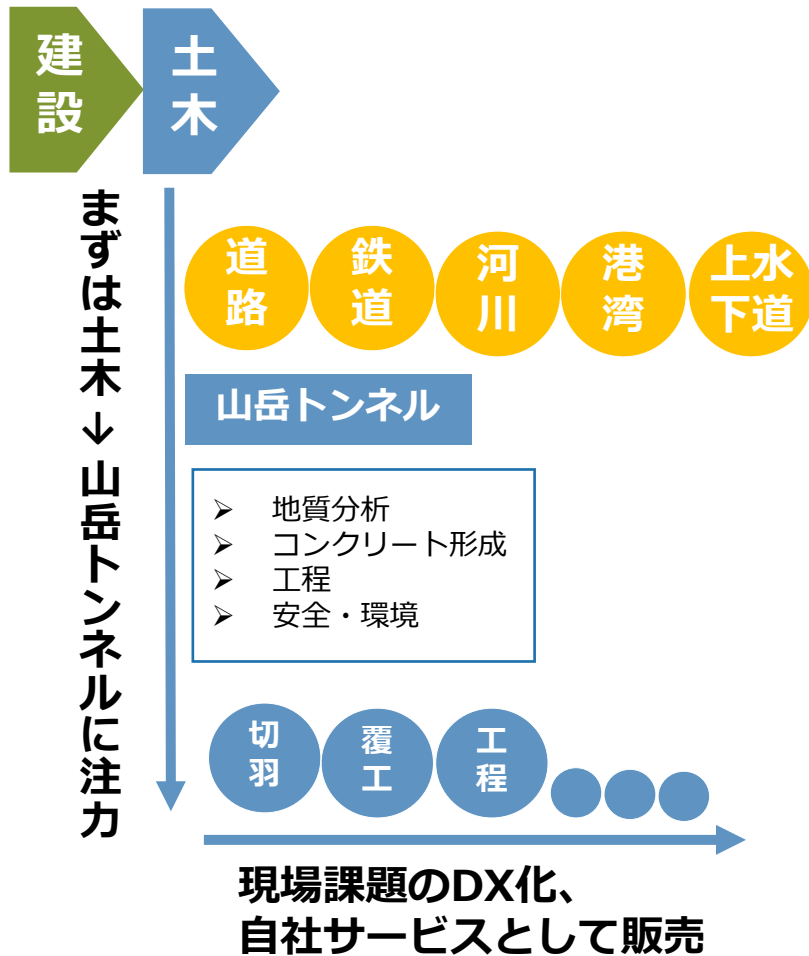 建設
土木
まずは土木↓山岳トンネルに注力
道路
鉄道
河川
港湾
上水
下道
山岳トンネル
➢ 地質分析
➢ コンクリート形成
➢ 工程
➢ 安全・環境
切羽
覆工
工程
現場課題のDX化、
自社サービスとして販売